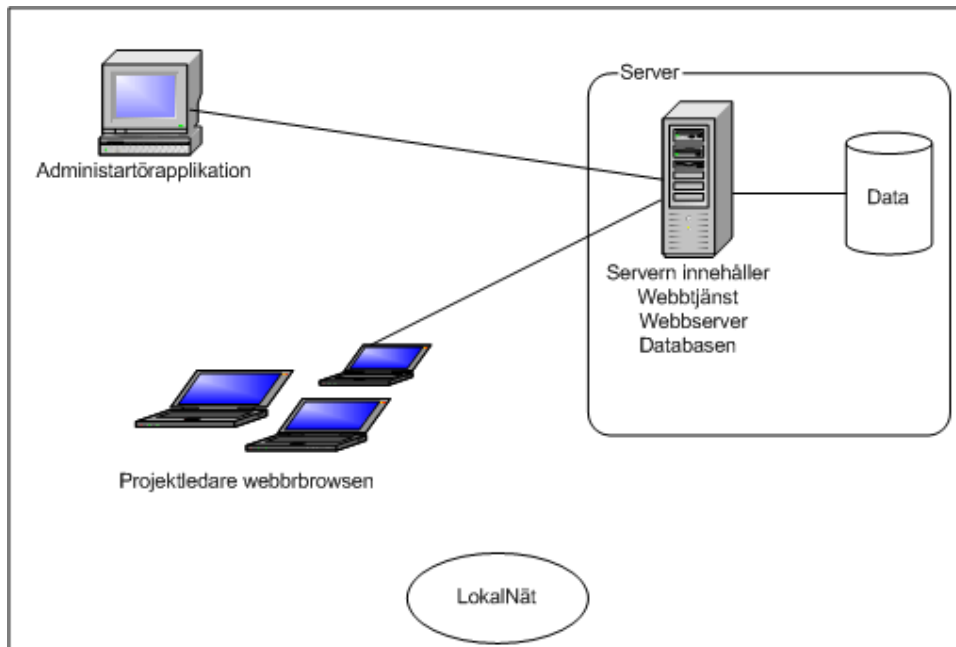 Server
Administartörapplikation
Data
Servern innehåller
Webbtjänst
Webbserver
Databasen
Projektledare webbrbrowsen
LokalNät